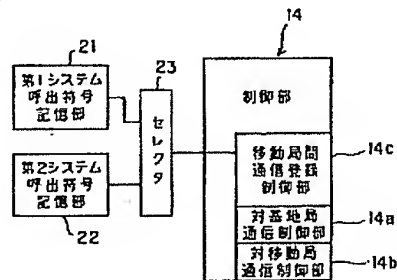 21
第1システム
呼出符号
記憶部
第2システム
呼出符号
記憶部
22
23
セレクタ
14
制御部
移動局間
通信登録
制御部
14c
対基地局
通信制御部
14a
対移動局
通信制御部
14b